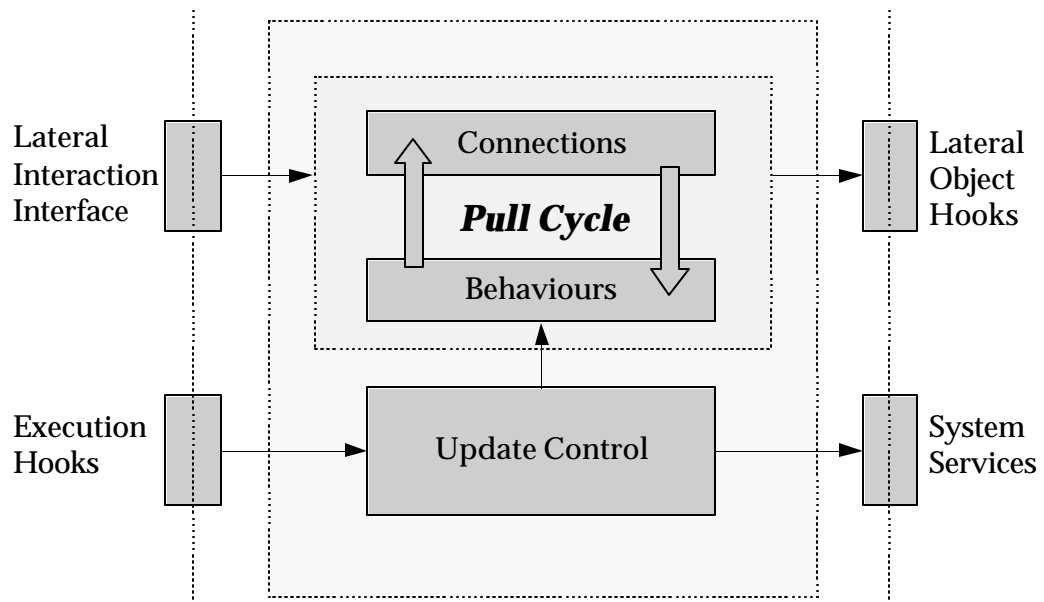 Lateral
Interaction
Interface
Connections
Pull Cycle
Behaviours
Lateral
Object
Hooks
Execution
Hooks
Update Control
System
Services